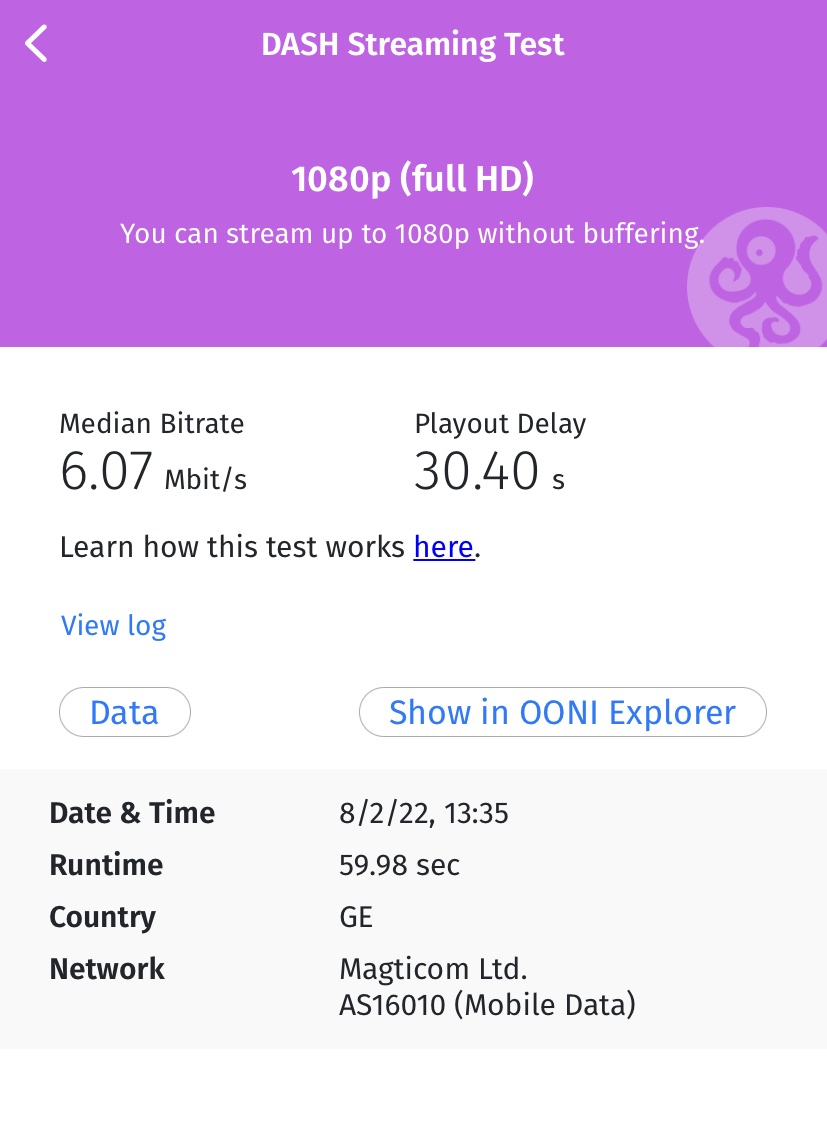 DASH Streaming Test
1080p (full HD)
You can stream up to 1080p without buffering.
Median Bitrate Playout Delay
6.07 Mbit/s 30.40 s
Learn how this test works here.
View log
Data Show in OONI Explorer
Date & Time 8/2/22, 13:35
Runtime 59.98 sec
Country GE
Network Magticom Ltd.
AS16010 (Mobile Data)